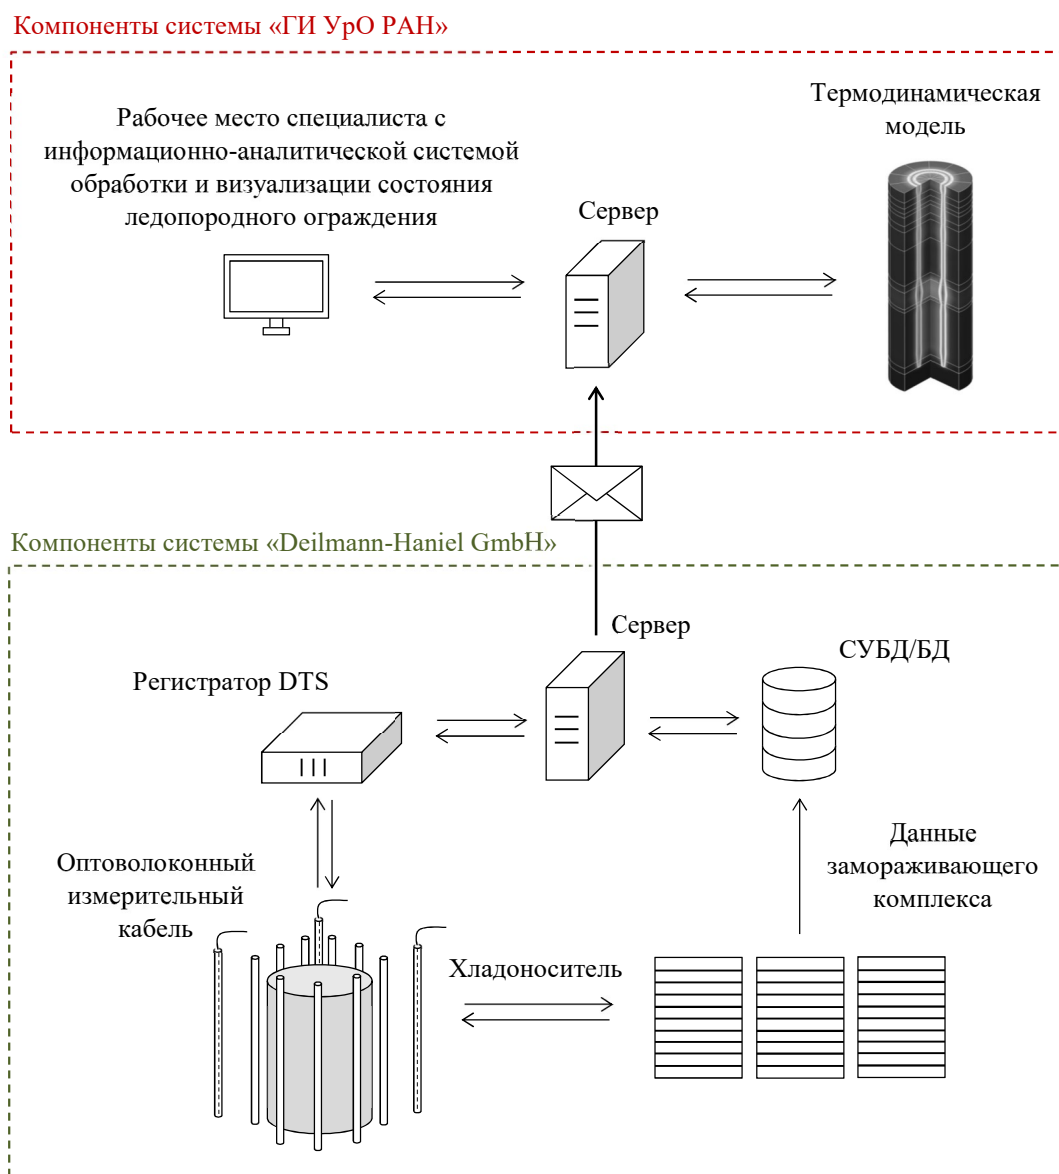 Компоненты системы «ГИ УрО РАН»
Рабочее место специалиста с
информационно-аналитической системой
обработки и визуализации состояния
ледопородного ограждения
Сервер
Термодинамическая
модель
Компоненты системы «Deilmann-Haniel GmbH»
Регистратор DTS
Сервер
СУБД/БД
Оптоволоконный
измерительный
кабель
Данные
замораживающего
комплекса
Хладоноситель